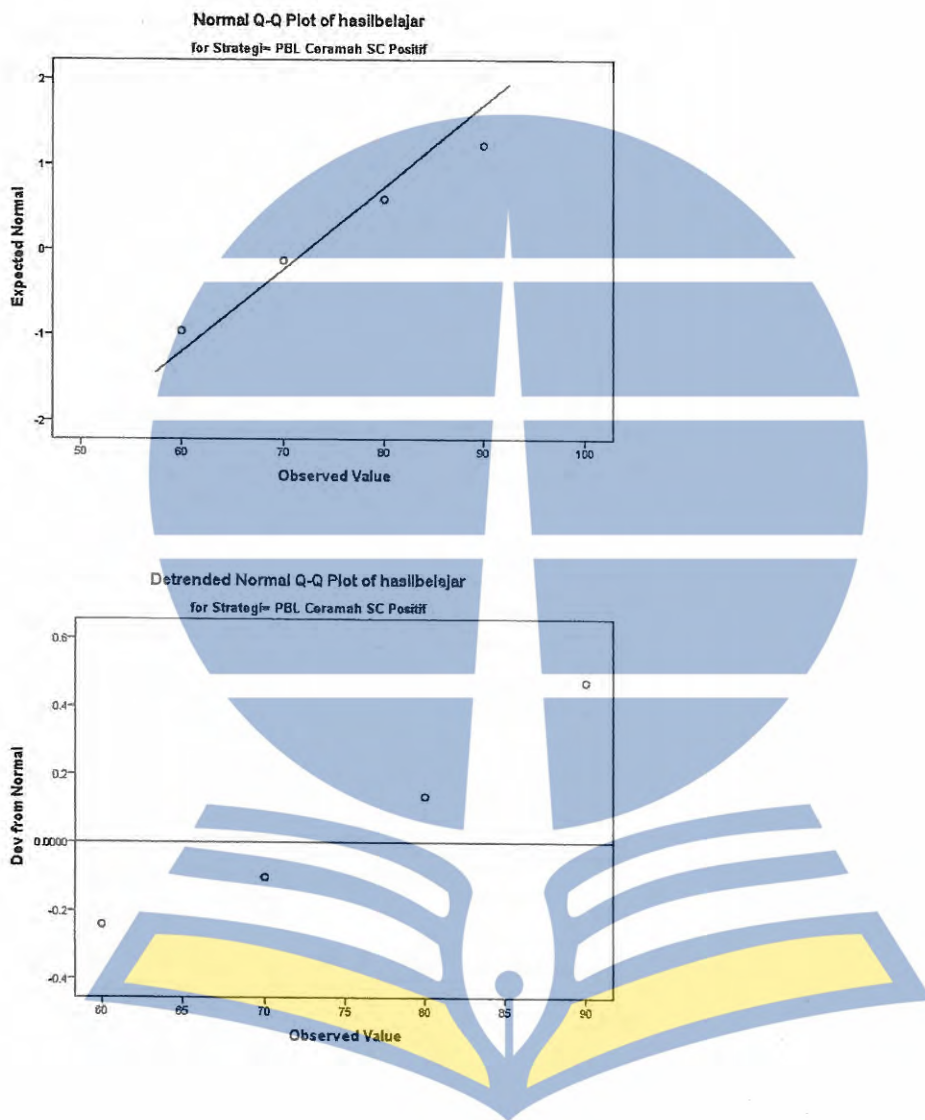 Normal Q-Q Plot of hasilbelajar
for Strategi= PBL Ceramah SC Positif
2
1
0
-1
-2
Expected Normal
50 60 70 80 90 100
Observed Value
Detrended Normal Q-Q Plot of hasilbelajar
for Strategi= PBL Ceramah SC Positif
0.6
0.4
0.2
0.0000
-0.2
-0.4
Dev from Normal
60 65 70 75 80 85 90
Observed Value